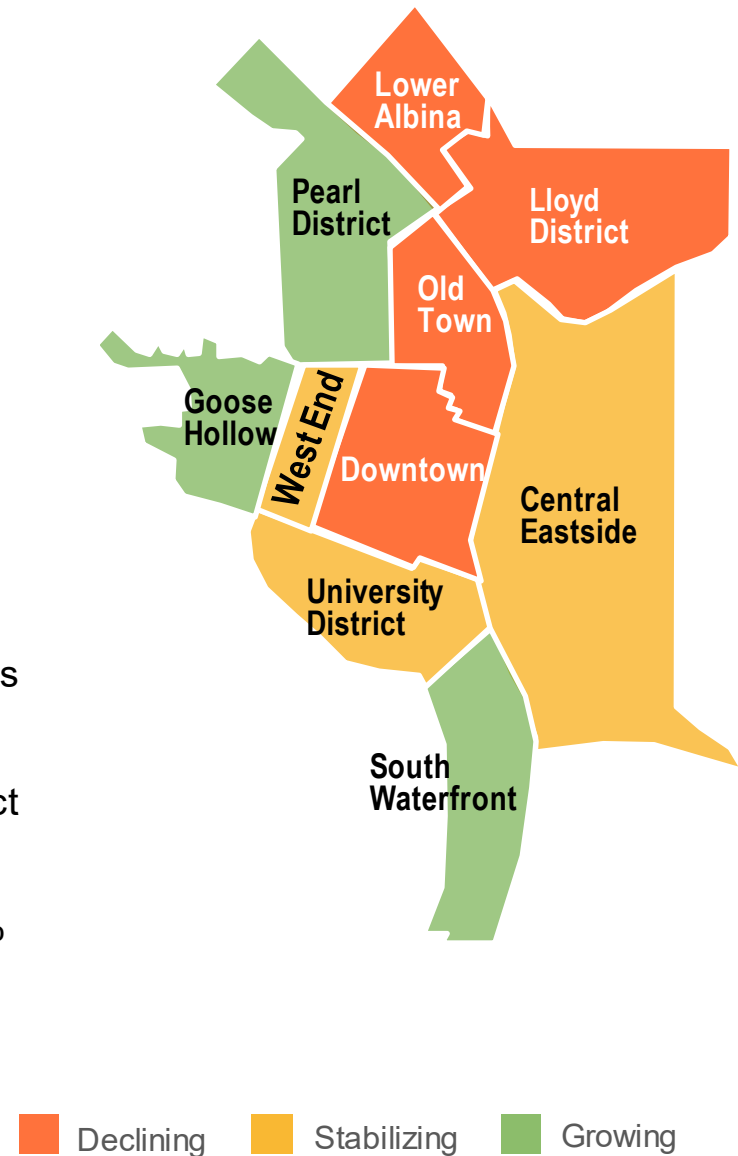 Lower
Albina
Pearl
District
Lloyd
District
Old
Town
Goose
Hollow
West End
Downtown
Central
Eastside
University
District
s
South
Waterfront
ct
Declining
Stabilizing
Growing